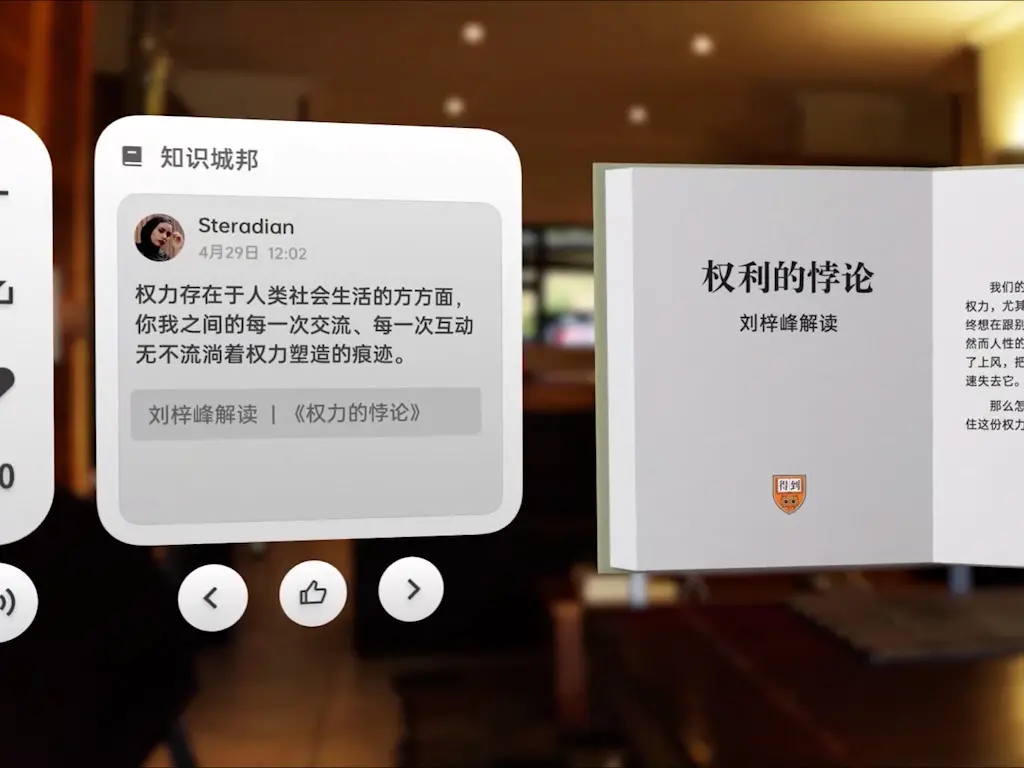 知识城邦
Steradian
4月29日 12:02
权力存在于人类社会生活的方方面，
你我之间的每一次交流、每一次互动
无不流淌着权力塑造的痕迹。
刘梓峰解读 | 《权力的悖论》
0
权利的悖论
刘梓峰解读
得到
我们的
权力，尤其
终想在跟别
然而人性的
了上风，把
速失去它。
那么怎
住这份权力